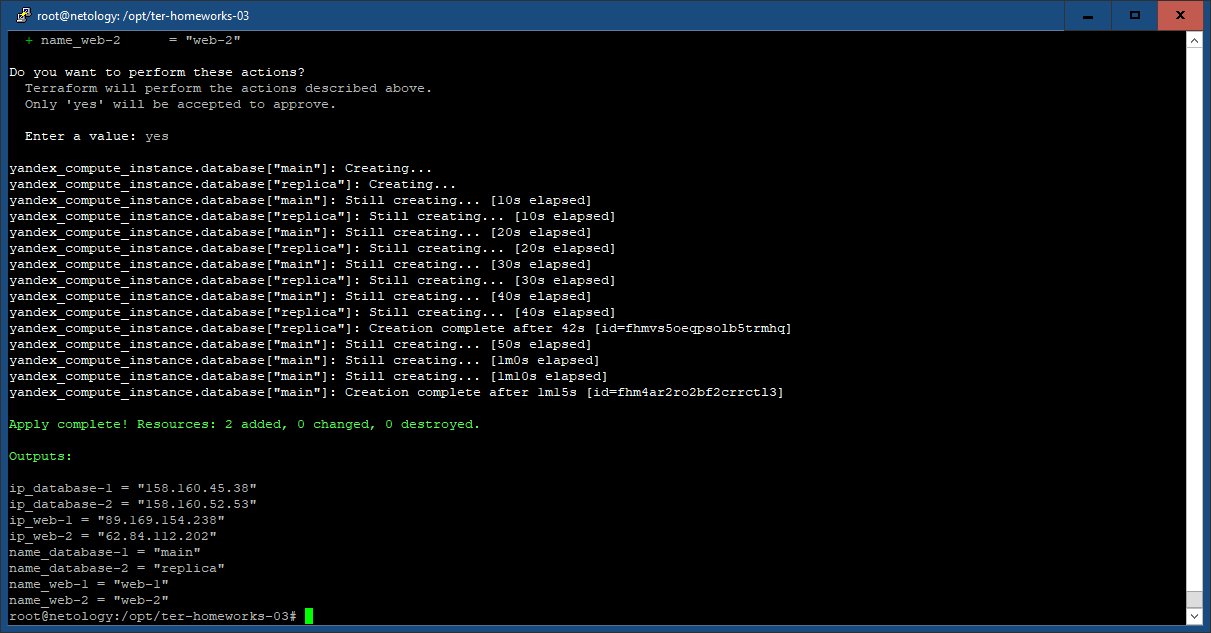 root@netology: /opt/ter-homeworks-03
+ name_web-2      = "web-2"
Do you want to perform these actions?
Terraform will perform the actions described above.
Only 'yes' will be accepted to approve.
Enter a value: yes
yandex_compute_instance.database["main"]: Creating...
yandex_compute_instance.database["replica"]: Creating...
yandex_compute_instance.database["main"]: Still creating... [10s elapsed]
yandex_compute_instance.database["replica"]: Still creating... [10s elapsed]
yandex_compute_instance.database["main"]: Still creating... [20s elapsed]
yandex_compute_instance.database["replica"]: Still creating... [20s elapsed]
yandex_compute_instance.database["main"]: Still creating... [30s elapsed]
yandex_compute_instance.database["replica"]: Still creating... [30s elapsed]
yandex_compute_instance.database["main"]: Still creating... [40s elapsed]
yandex_compute_instance.database["replica"]: Still creating... [40s elapsed]
yandex_compute_instance.database["replica"]: Creation complete after 42s [id=fhmvs5oeqpsolb5trmhq]
yandex_compute_instance.database["main"]: Still creating... [50s elapsed]
yandex_compute_instance.database["main"]: Still creating... [1m0s elapsed]
yandex_compute_instance.database["main"]: Still creating... [1m10s elapsed]
yandex_compute_instance.database["main"]: Creation complete after 1m15s [id=fhm4ar2ro2bf2crrctl3]
Apply complete! Resources: 2 added, 0 changed, 0 destroyed.
Outputs:
ip_database-1 = "158.160.45.38"
ip_database-2 = "158.160.52.53"
ip_web-1 = "89.169.154.238"
ip_web-2 = "62.84.112.202"
name_database-1 = "main"
name_database-2 = "replica"
name_web-1 = "web-1"
name_web-2 = "web-2"
root@netology:/opt/ter-homeworks-03#